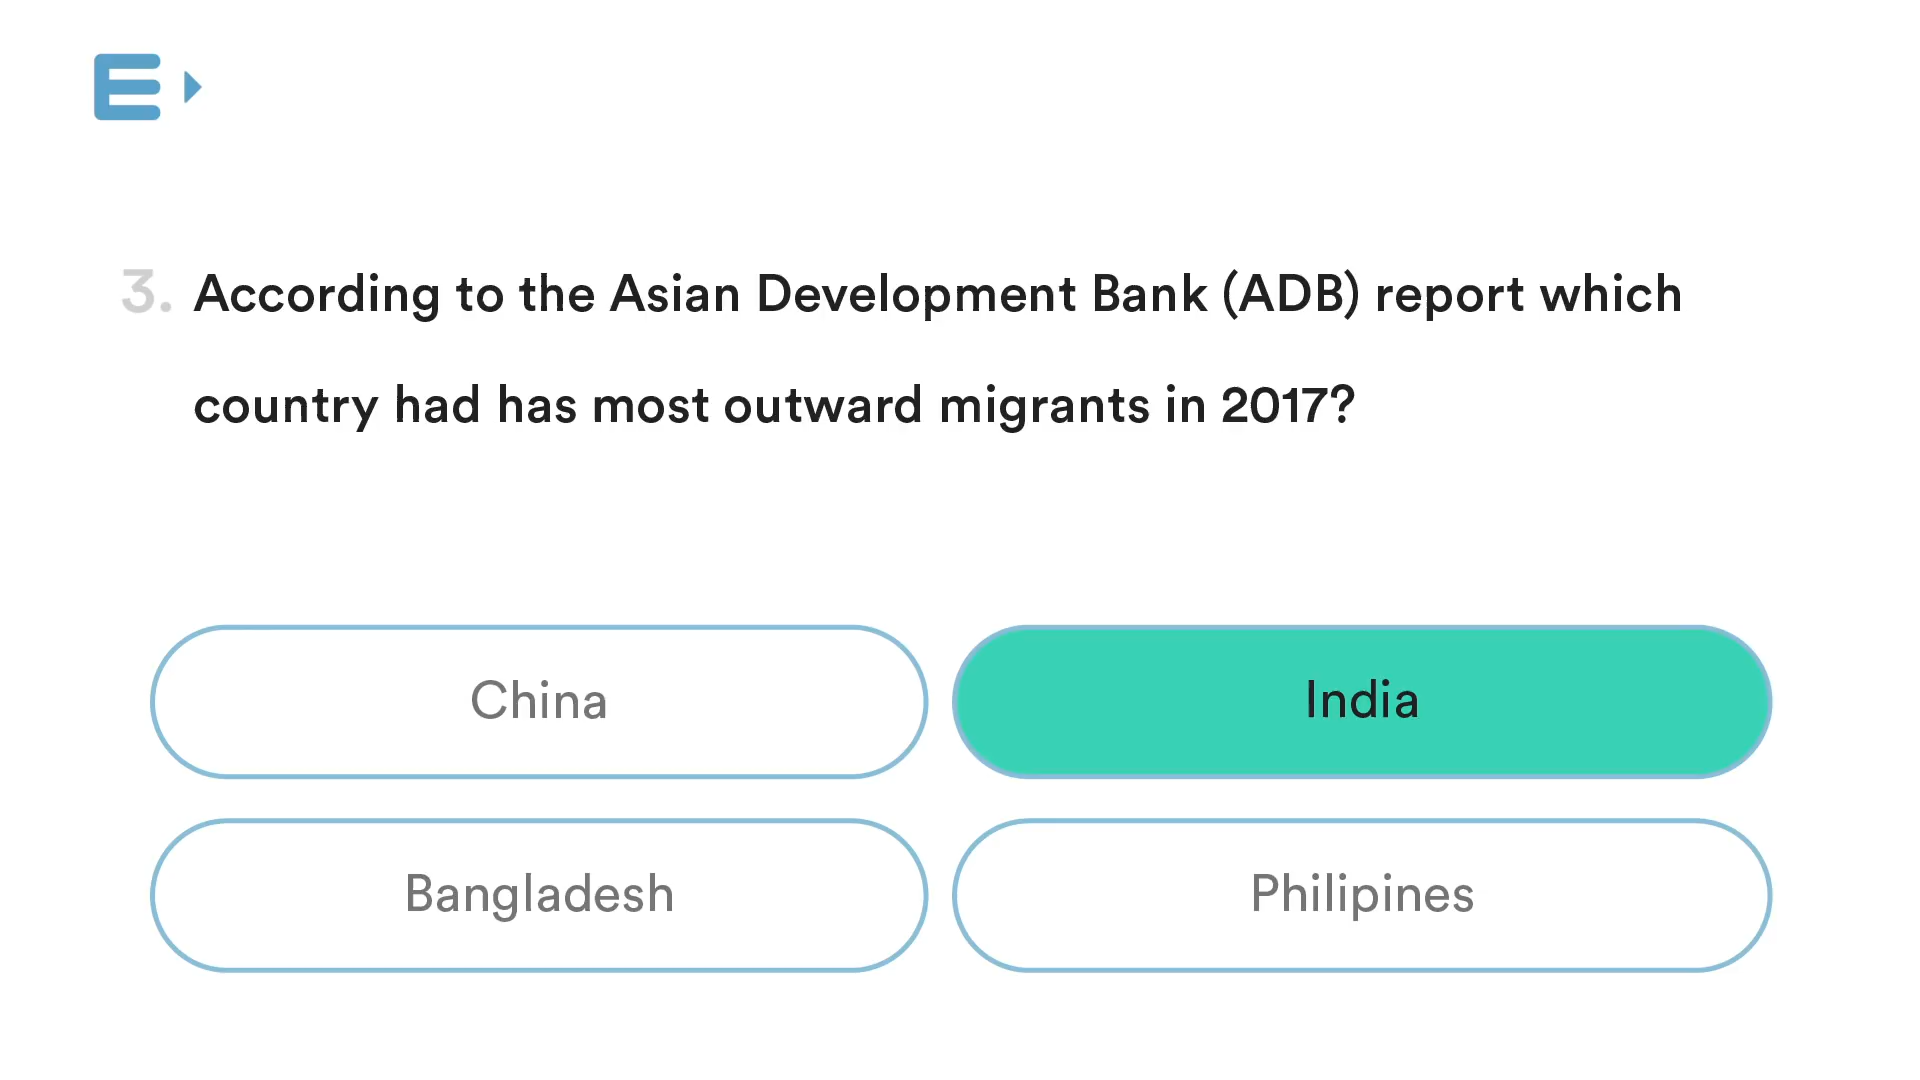 E
3. According to the Asian Development Bank (ADB) report which
country had has most outward migrants in 2017?
China
India
Bangladesh
Philipines